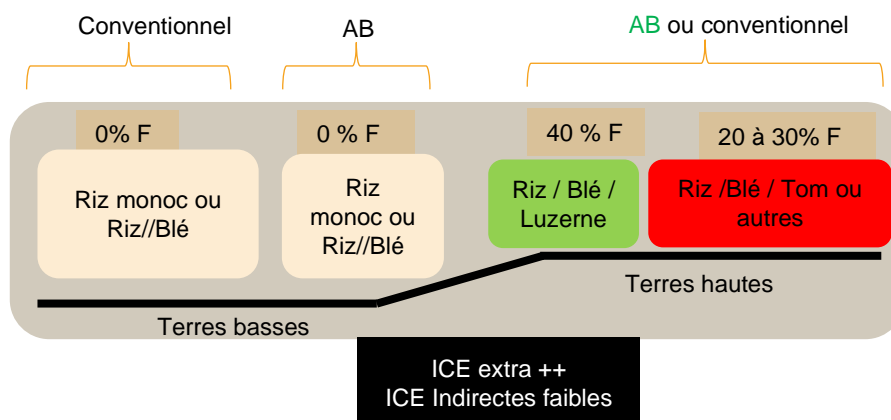 Conventionnel
AB
AB ou conventionnel
0% F
0 % F
40 % F
20 à 30% F
Riz monoc ou
Riz//Blé
Riz
monoc ou
Riz//Blé
Riz / Blé /
Luzerne
Riz /Blé / Tom ou
autres
Terres basses
Terres hautes
ICE extra ++
ICE Indirectes faibles